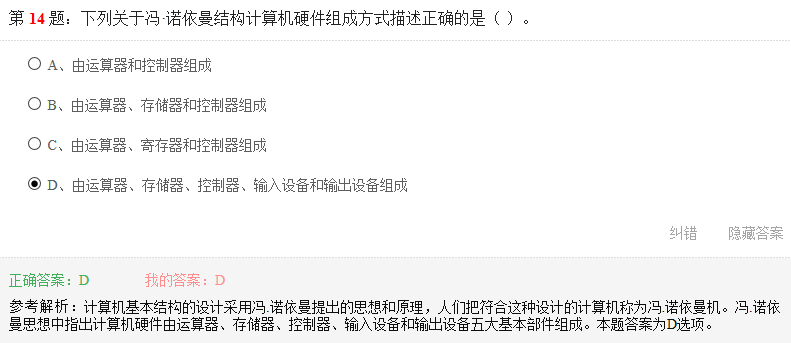 第 14 题：下列关于冯·诺依曼结构计算机硬件组成方式描述正确的是（ ）。
A、由运算器和控制器组成
B、由运算器、存储器和控制器组成
C、由运算器、寄存器和控制器组成
D、由运算器、存储器、控制器、输入设备和输出设备组成
纠错 隐藏答案
正确答案：D 我的答案：D
参考解析：计算机基本结构的设计采用冯.诺依曼提出的思想和原理，人们把符合这种设计的计算机称为冯.诺依曼机。冯.诺依
曼思想中指出计算机硬件由运算器、存储器、控制器、输入设备和输出设备五大基本部件组成。本题答案为D选项。